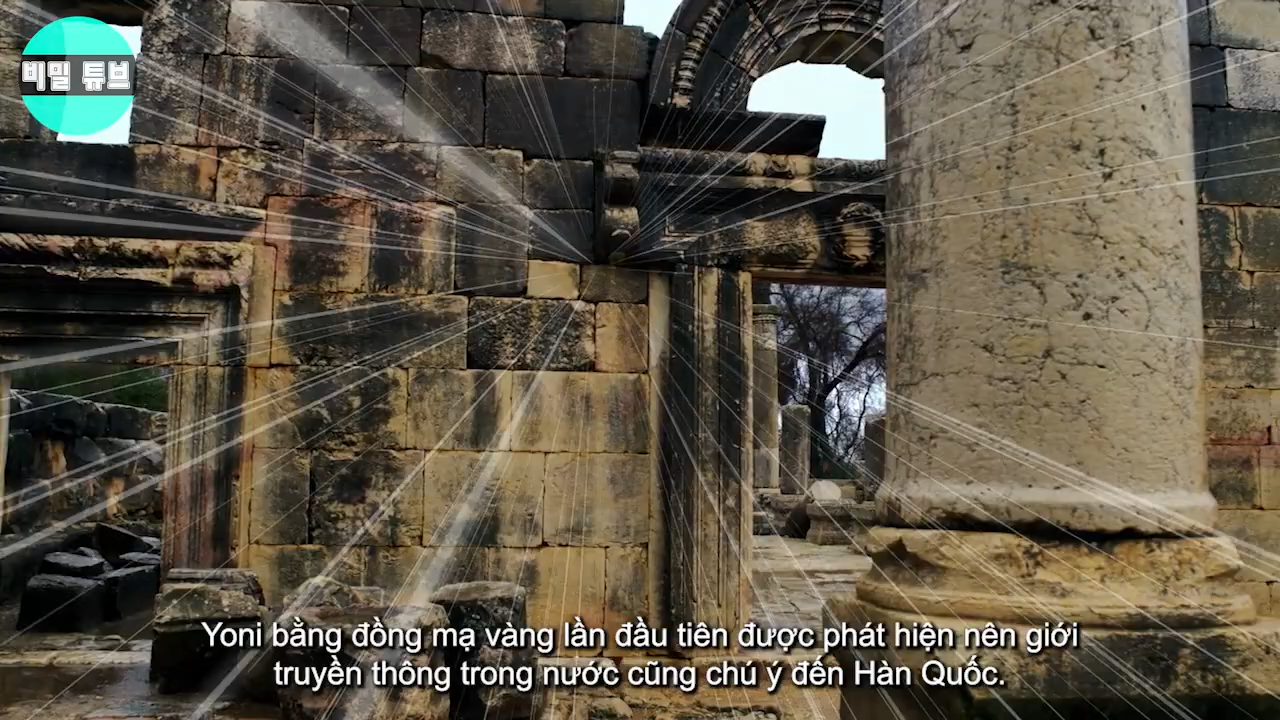 비밀 튜브
Yoni bằng đồng mạ vàng lần đầu tiên được phát hiện nên giới
truyền thông trong nước cũng chú ý đến Hàn Quốc.